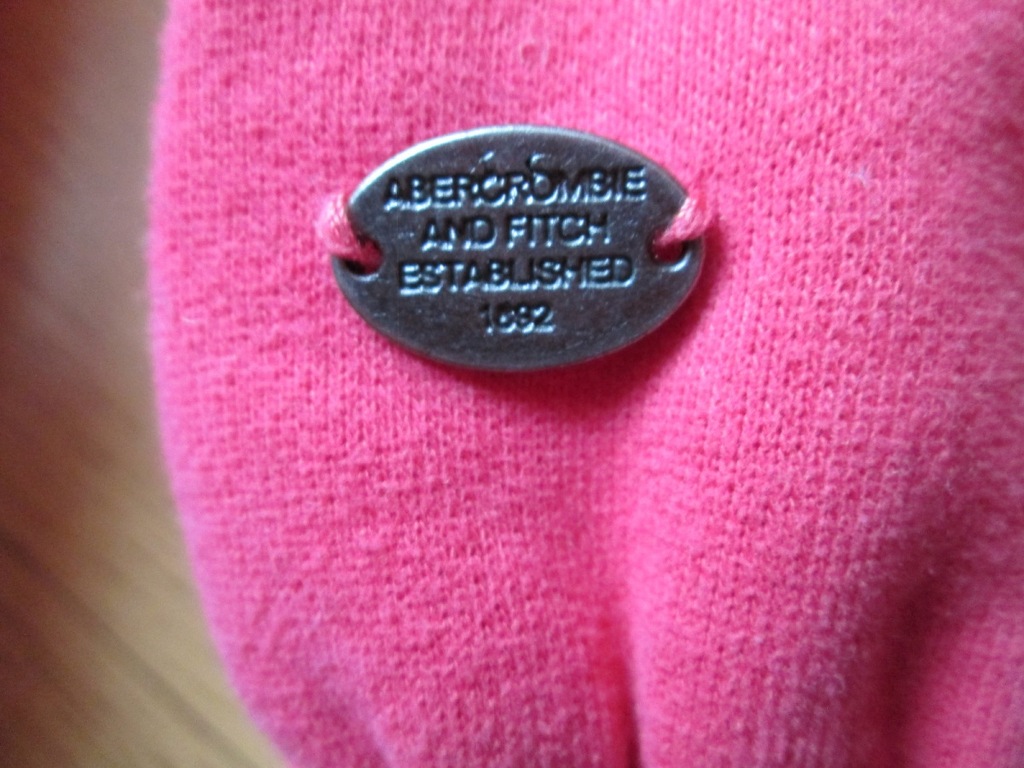 ABERCROMBIE
AND FITCH
ESTABLISHED
1892